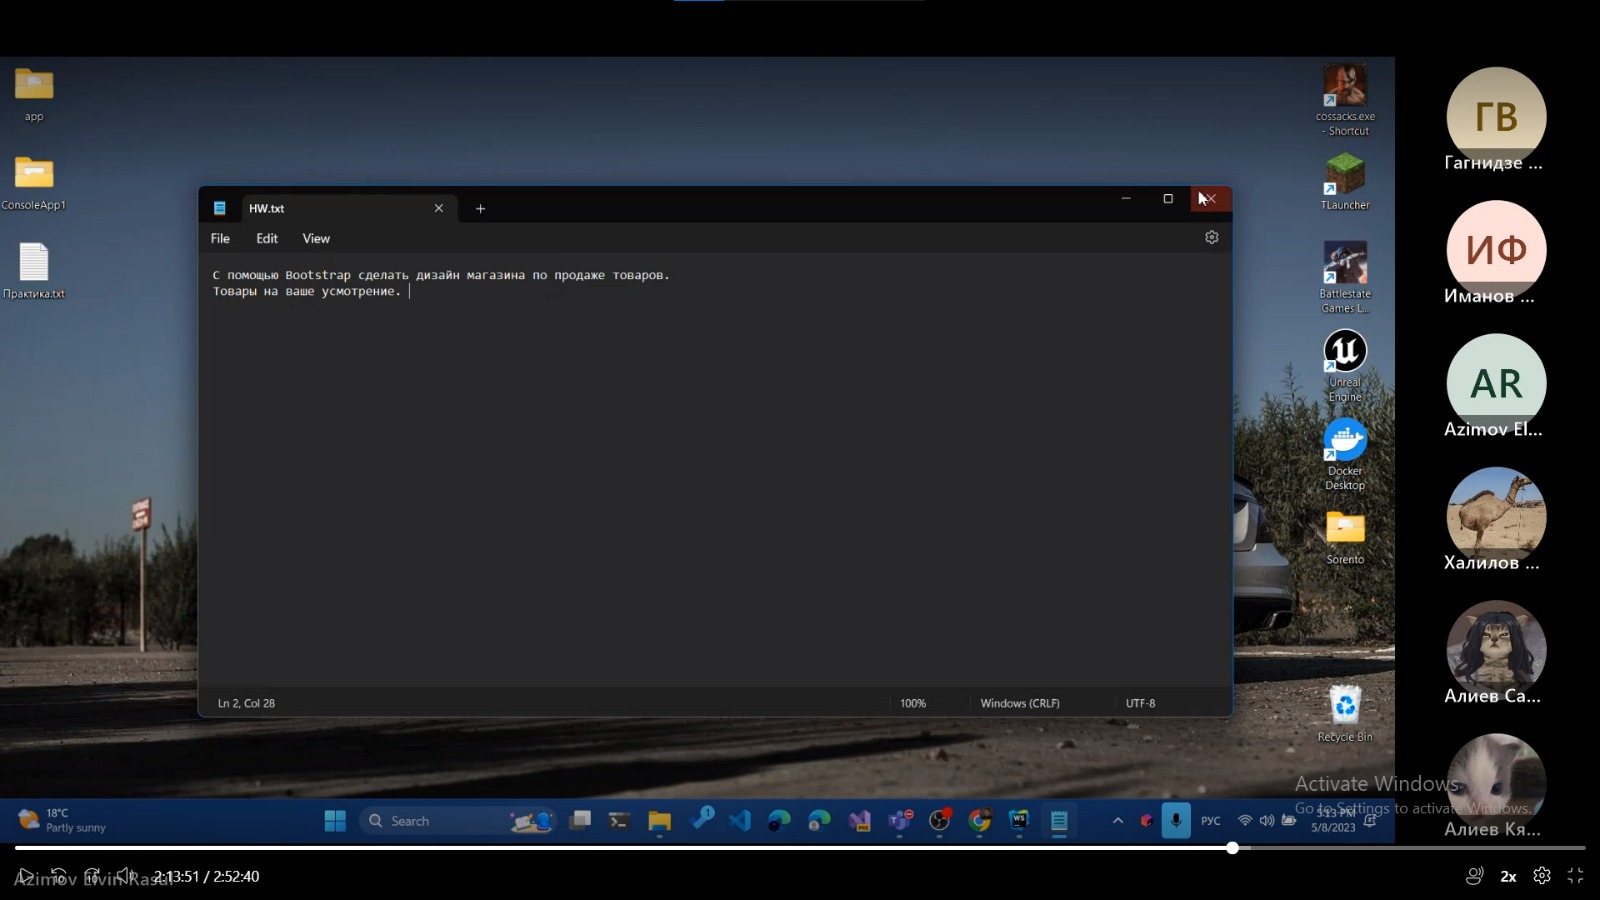 app
ConsoleApp1
Практика.txt
HW.txt
File Edit View
С помощью Bootstrap сделать дизайн магазина по продаже товаров.
Товары на ваше усмотрение.
Ln 2, Col 28
100%
Windows (CRLF)
UTF-8
cossacks.exe
- Shortcut
TLauncher
Battlestate
Games L...
Unreal
Engine
Docker
Desktop
Sorento
Recycle Bin
ГВ
Гагнидзе ...
ИФ
Иманов ...
AR
Azimov El...
Халилов ...
Алиев Са...
Алиев Кя...
Activate Windows
Go to Settings to activate Windows.
18°C
Partly sunny
Search
РУС
5:13 PM
5/8/2023
Azimov Elvin Rasul
2:13:51 / 2:52:40
2x